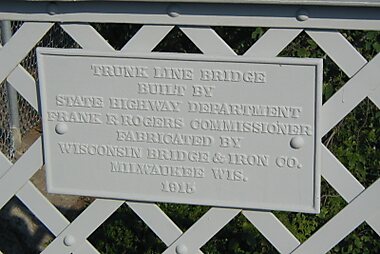 TRUNK LINE BRIDGE
BUILT BY
STATE HIGHWAY DEPARTMENT
FRANK F. ROGERS COMMISSIONER
FABRICATED BY
WISCONSIN BRIDGE & IRON CO.
MILWAUKEE WIS.
1915